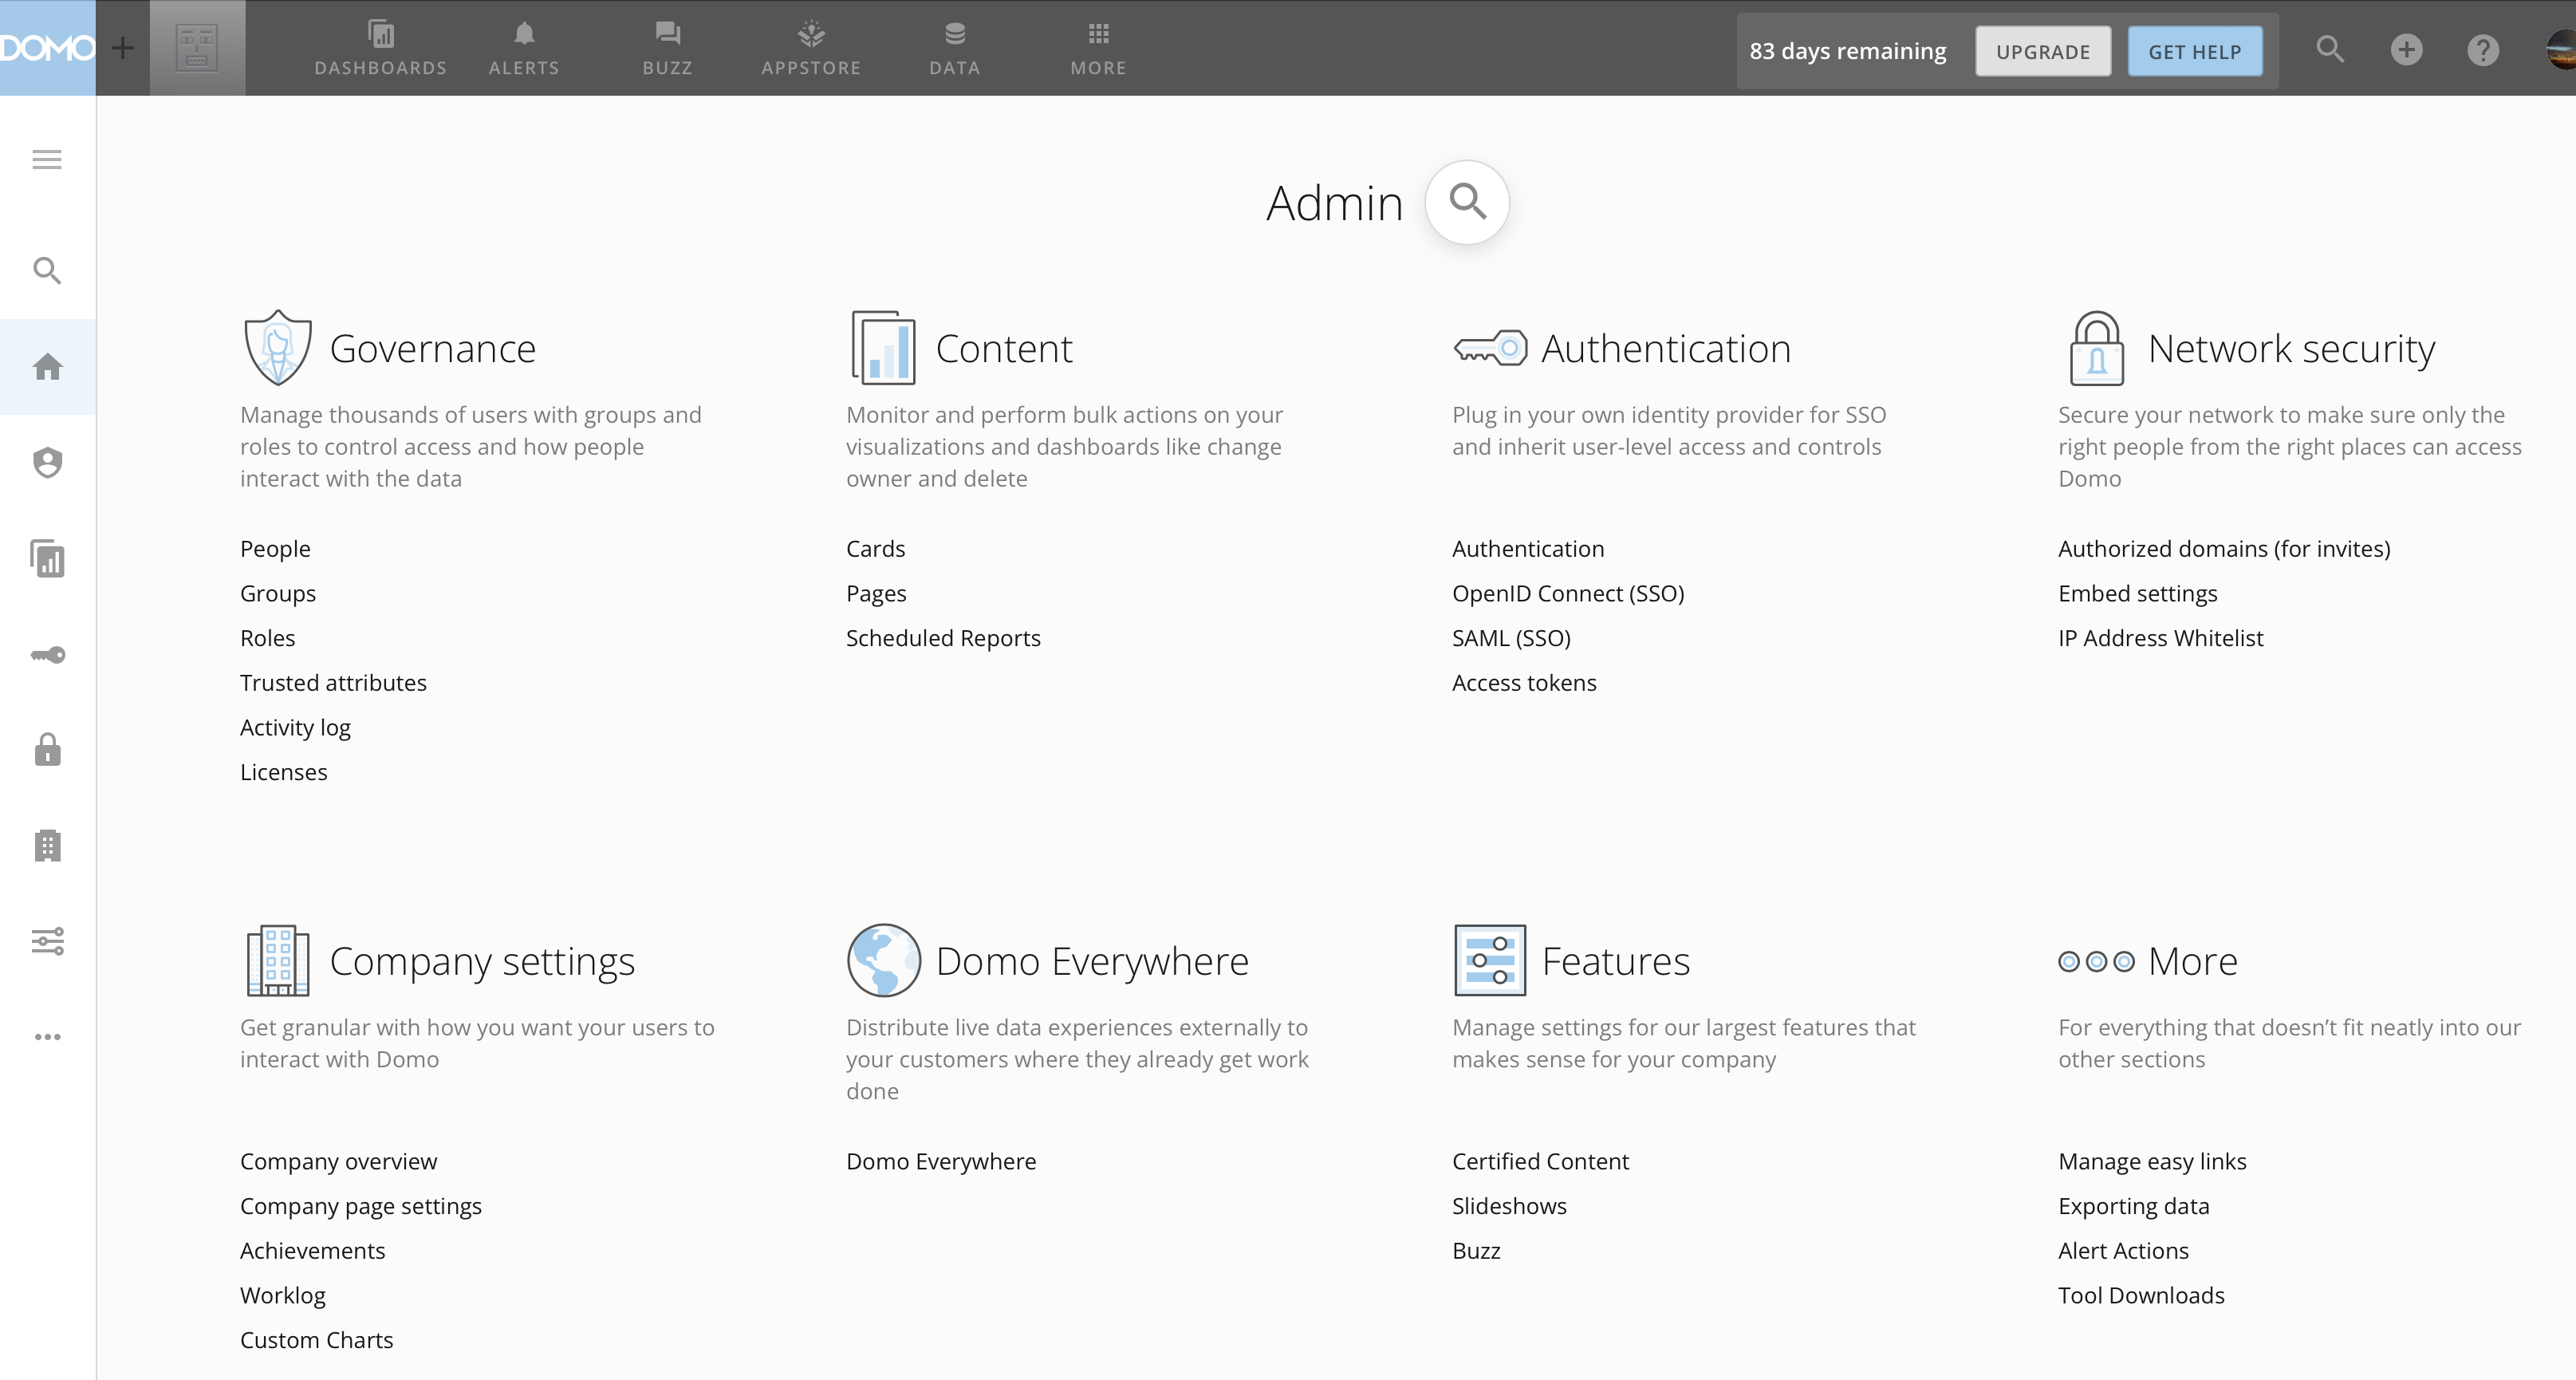 DOMO
DASHBOARDS
ALERTS
BUZZ
APPSTORE
DATA
MORE
83 days remaining
UPGRADE
GET HELP
Admin
Governance
Manage thousands of users with groups and
roles to control access and how people
interact with the data
People
Groups
Roles
Trusted attributes
Activity log
Licenses
Content
Monitor and perform bulk actions on your
visualizations and dashboards like change
owner and delete
Cards
Pages
Scheduled Reports
Authentication
Plug in your own identity provider for SSO
and inherit user-level access and controls
Authentication
OpenID Connect (SSO)
SAML (SSO)
Access tokens
Network security
Secure your network to make sure only the
right people from the right places can access
Domo
Authorized domains (for invites)
Embed settings
IP Address Whitelist
Company settings
Get granular with how you want your users to
interact with Domo
Company overview
Company page settings
Achievements
Worklog
Custom Charts
Domo Everywhere
Distribute live data experiences externally to
your customers where they already get work
done
Domo Everywhere
Features
Manage settings for our largest features that
makes sense for your company
Certified Content
Slideshows
Buzz
More
For everything that doesn’t fit neatly into our
other sections
Manage easy links
Exporting data
Alert Actions
Tool Downloads